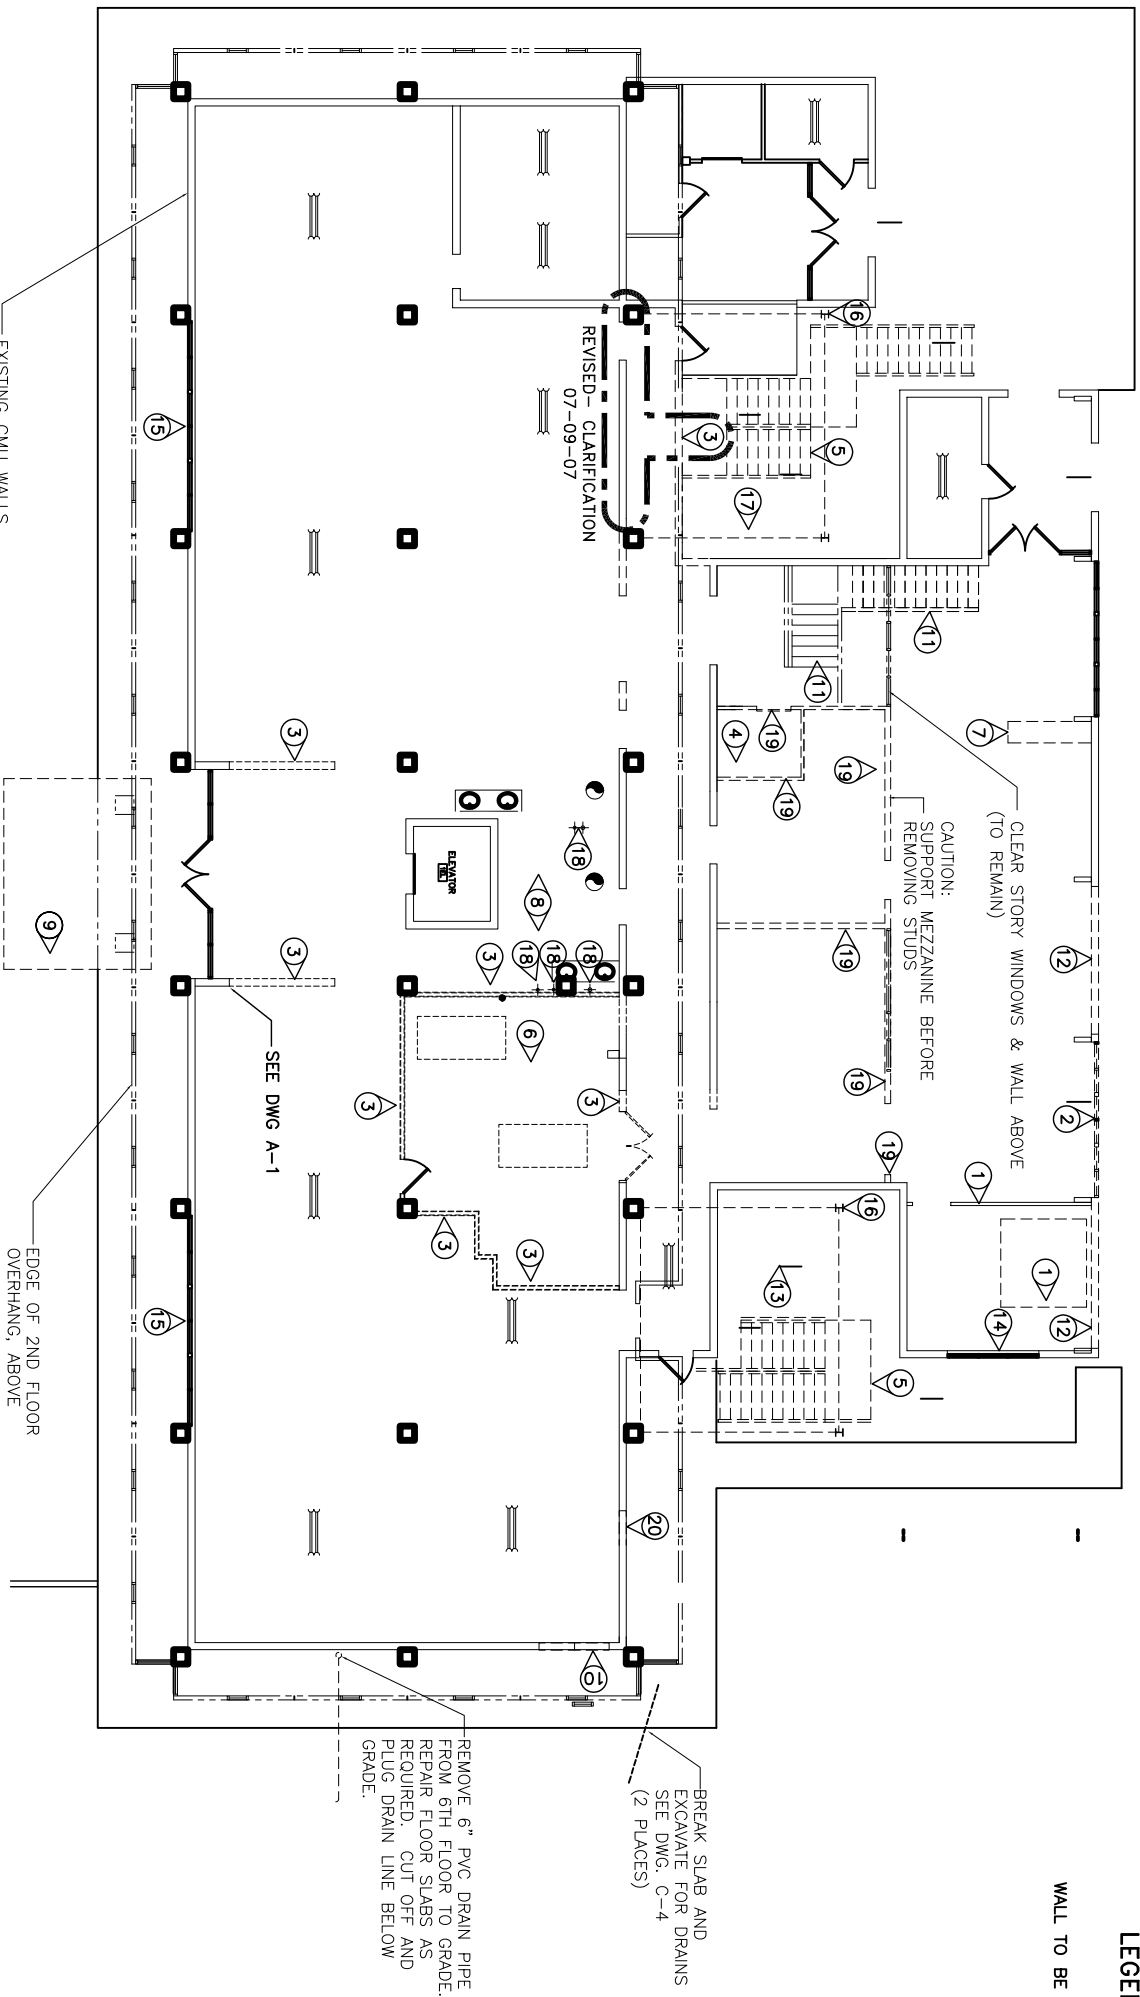 LEGE
WALL TO BE
CLEAR STORY WINDOWS & WALL ABOVE
(TO REMAIN)
CAUTION:
SUPPORT MEZZANINE BEFORE
REMOVING STUDS
BREAK SLAB AND
EXCAVATE FOR DRAINS
SEE DWG. C-4
(2 PLACES)
REMOVE 6" PVC DRAIN PIPE
FROM 6TH FLOOR TO GRADE.
REPAIR FLOOR SLABS AS
REQUIRED. CUT OFF AND
PLUG DRAIN LINE BELOW
GRADE.
REVISED- CLARIFICATION
07-09-07
ELEVATOR
SEE DWG A-1
EDGE OF 2ND FLOOR
OVERHANG, ABOVE
EXISTING CMU WALLS
12
2
12
7
1
1
14
11
16
19
19
19
16
5
5
11
19
19
19
4
13
17
3
20
18
3
10
8
18
18
18
3
6
3
3
3
3
3
15
15
9